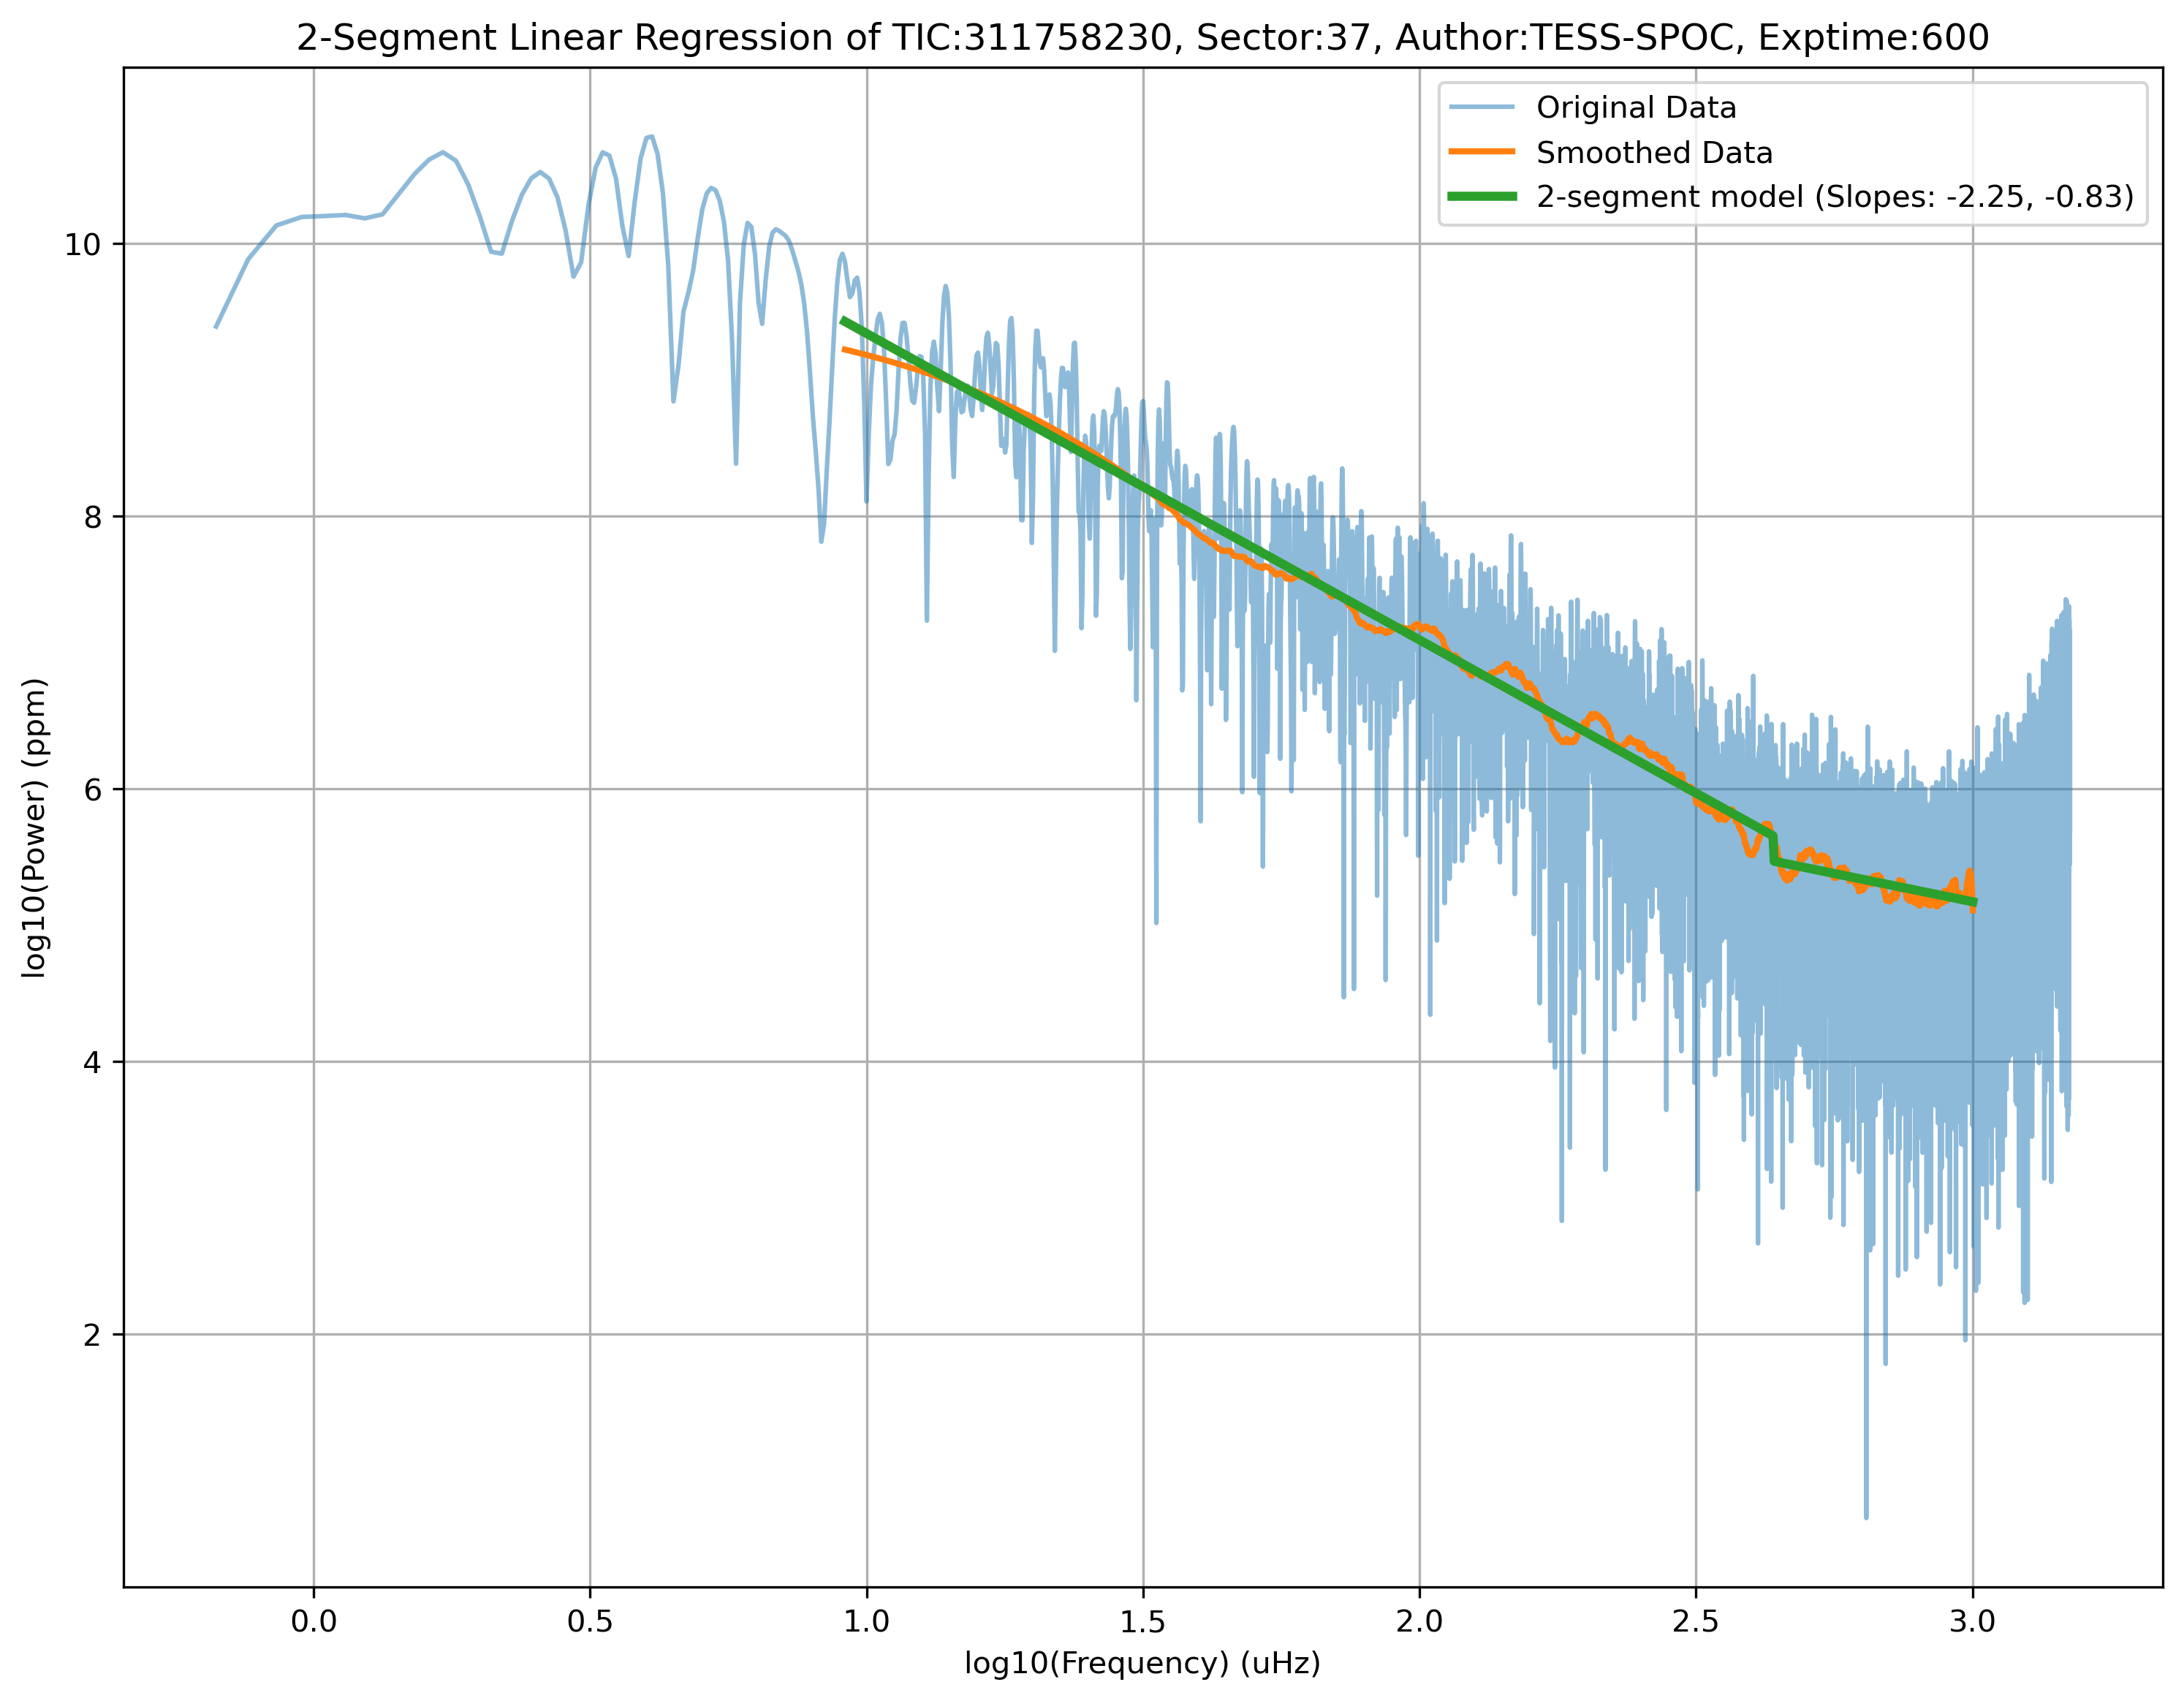 2-Segment Linear Regression of TIC:311758230, Sector:37, Author:TESS-SPOC, Exptime:600
Original Data
Smoothed Data
2-segment model (Slopes: -2.25, -0.83)
log10(Power) (ppm)
10
8
6
4
2
0.0 0.5 1.0 1.5 2.0 2.5 3.0
log10(Frequency) (uHz)